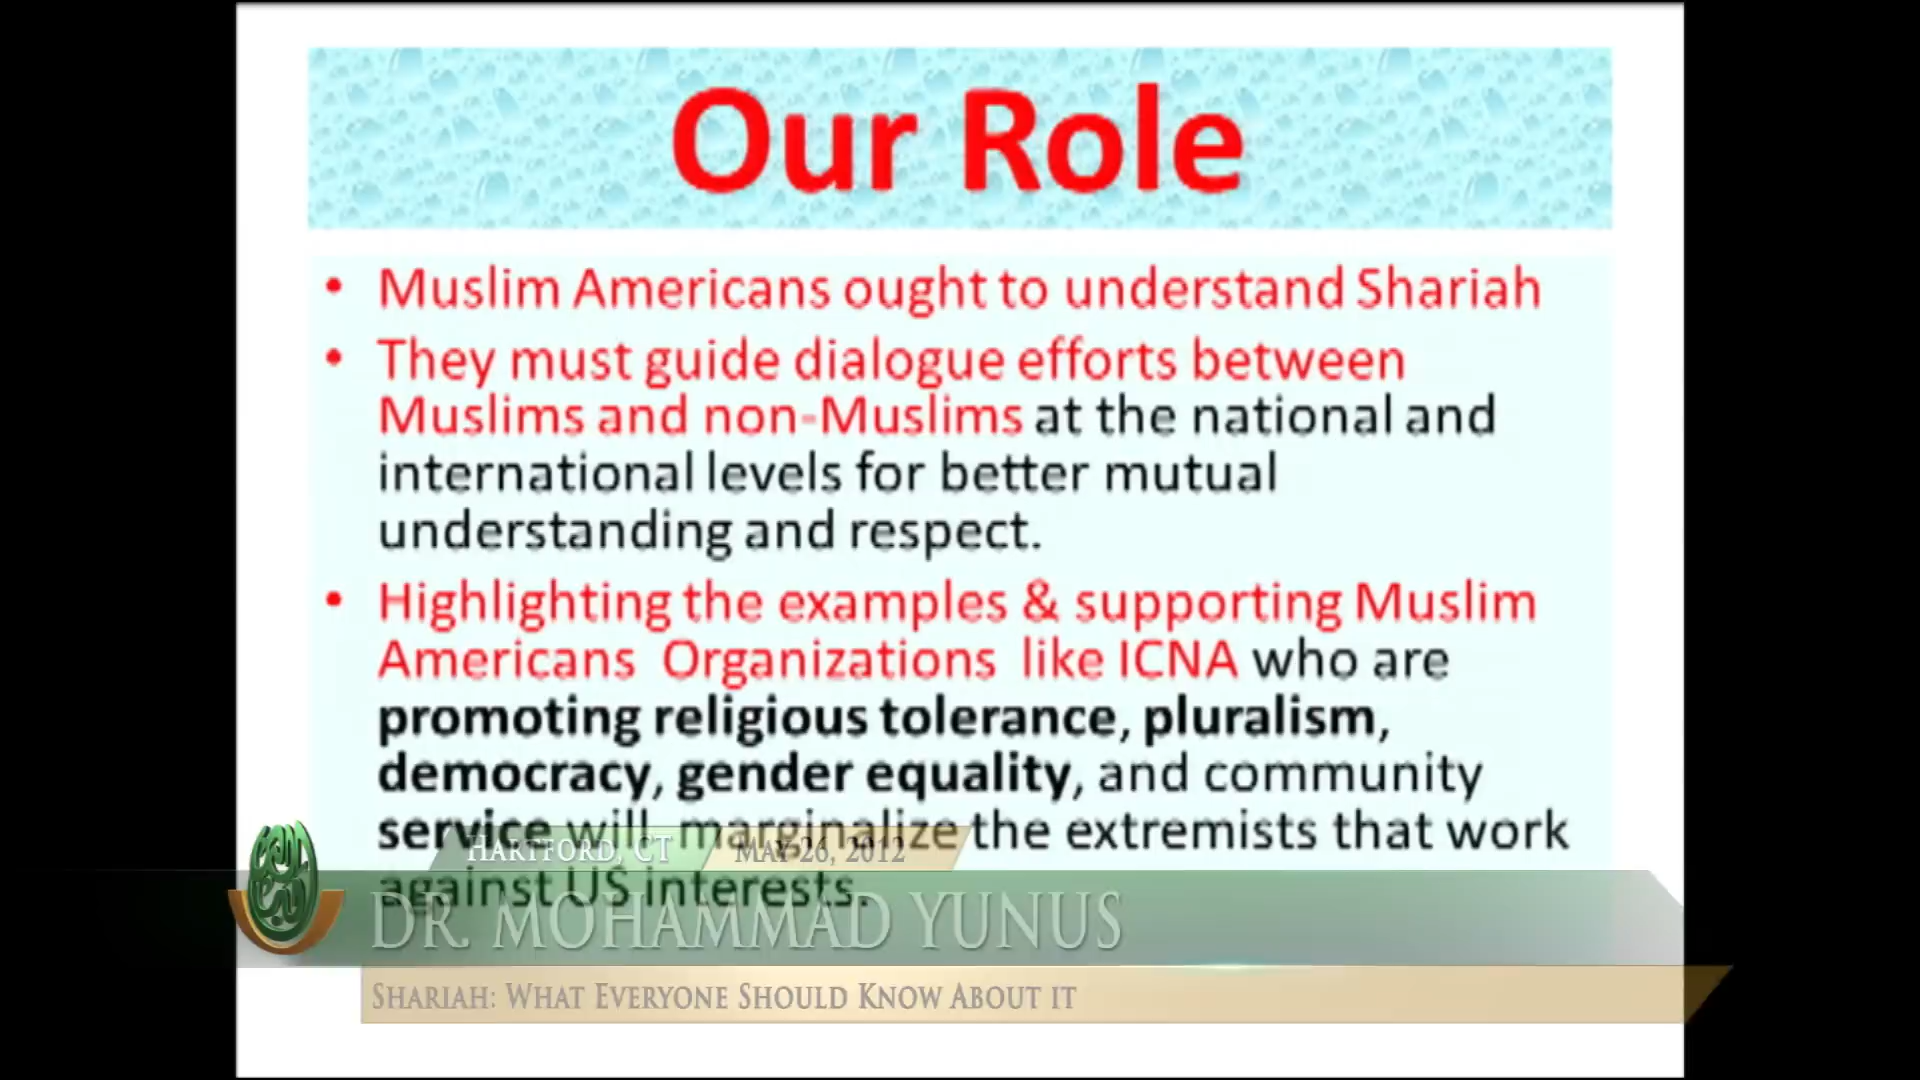 Our Role
• Muslim Americans ought to understand Shariah
• They must guide dialogue efforts between
Muslims and non-Muslims at the national and
international levels for better mutual
understanding and respect.
• Highlighting the examples & supporting Muslim
Americans Organizations like ICNA who are
promoting religious tolerance, pluralism,
democracy, gender equality, and community
service will marginalize the extremists that work
against US interests.
HARTFORD, CT MAY 26, 2012
DR. MOHAMMAD YUNUS
SHARIAH: WHAT EVERYONE SHOULD KNOW ABOUT IT